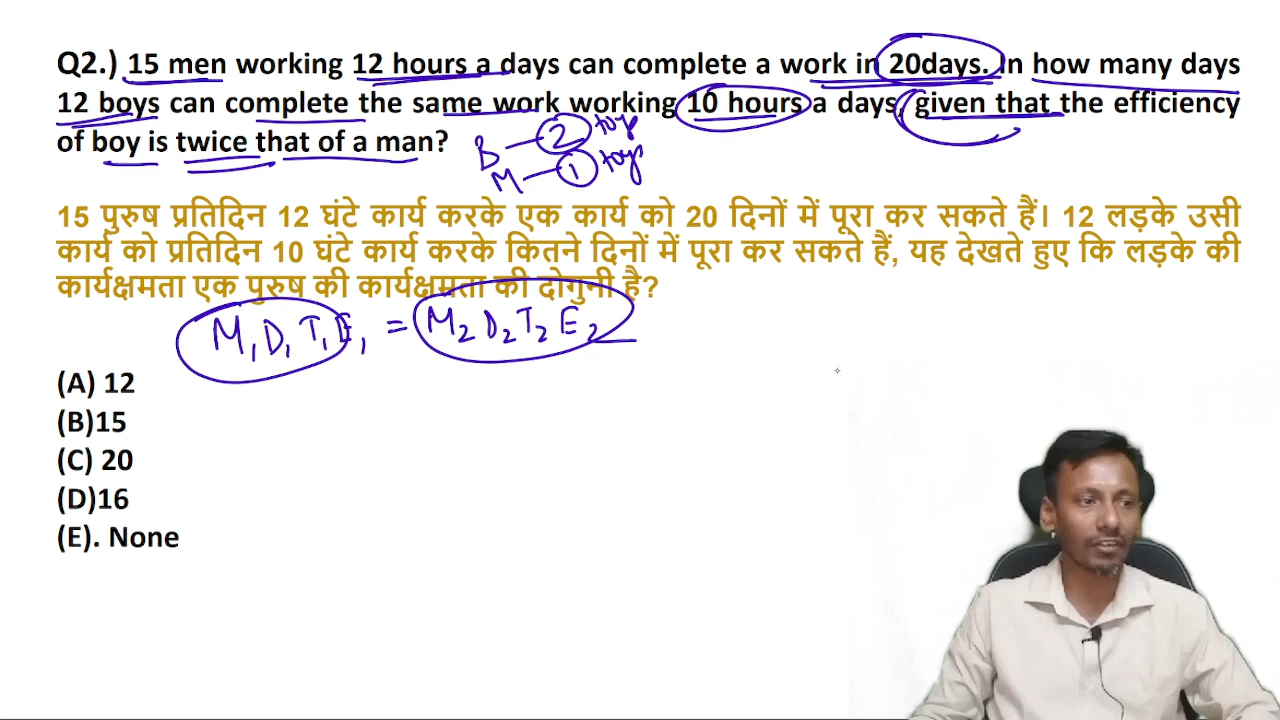 Q2.) 15 men working 12 hours a days can complete a work in 20days. In how many days
12 boys can complete the same work working 10 hours a days, given that the efficiency
of boy is twice that of a man?
B — 2 toys
M — 1 toys
15 पुरुष प्रतिदिन 12 घंटे कार्य करके एक कार्य को 20 दिनों में पूरा कर सकते हैं। 12 लड़के उसी
कार्य को प्रतिदिन 10 घंटे कार्य करके कितने दिनों में पूरा कर सकते हैं, यह देखते हुए कि लड़के की
कार्यक्षमता एक पुरुष की कार्यक्षमता की दोगुनी है?
M₁D₁T₁E₁ = M₂D₂T₂E₂
(A) 12
(B)15
(C) 20
(D)16
(E). None